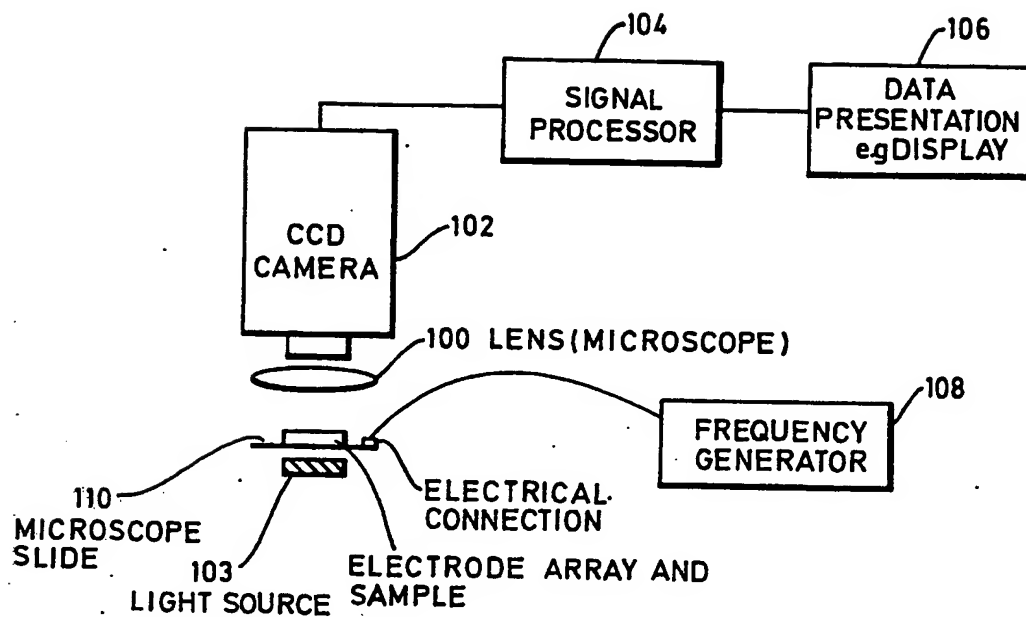 104
106
SIGNAL
PROCESSOR
DATA
PRESENTATION
e.gDISPLAY
CCD
CAMERA
102
100 LENS(MICROSCOPE)
108
FREQUENCY
GENERATOR
110
MICROSCOPE
SLIDE
ELECTRICAL.
CONNECTION
103
LIGHT SOURCE
ELECTRODE ARRAY AND
SAMPLE